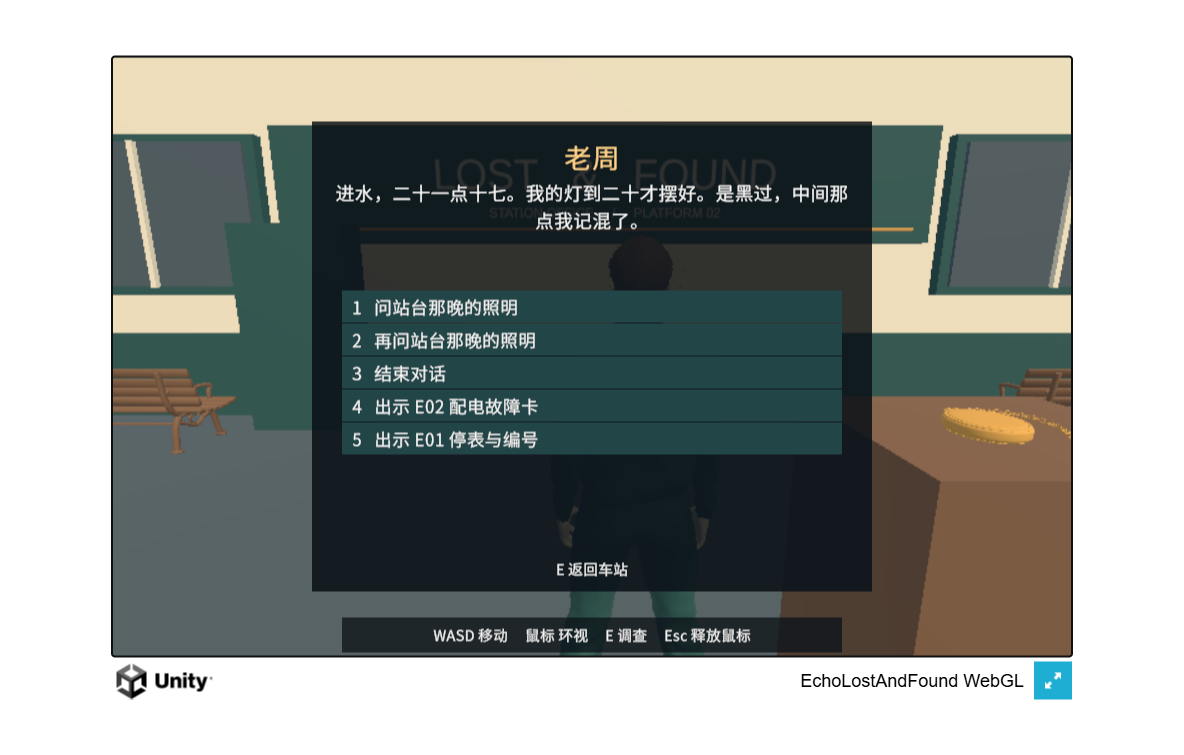 LOST & FOUND
老周
进水，二十一点十七。我的灯到二十才摆好。是黑过，中间那
点我记混了。
PLATFORM 02
1 问站台那晚的照明
2 再问站台那晚的照明
3 结束对话
4 出示 E02 配电故障卡
5 出示 E01 停表与编号
E 返回车站
WASD 移动 鼠标 环视 E 调查 Esc 释放鼠标
Unity
EchoLostAndFound WebGL